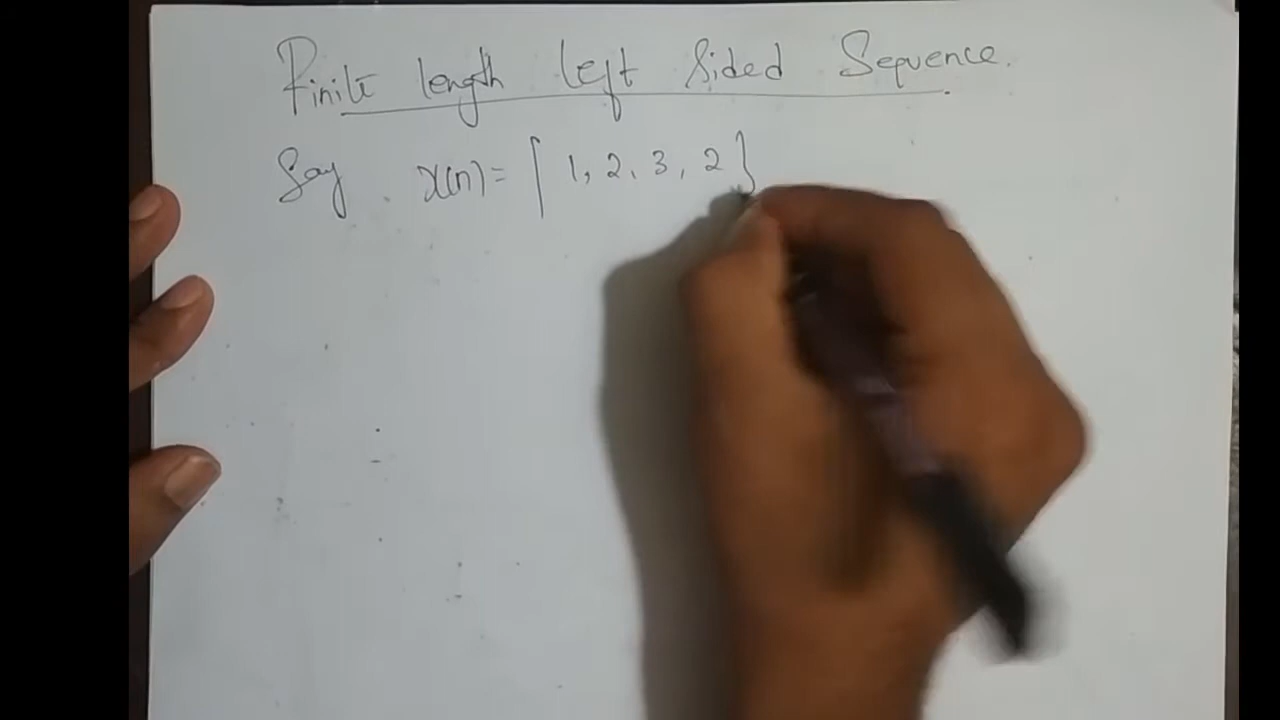 Finite length left Sided Sequence.
Say x(n) = { 1, 2, 3, 2 }